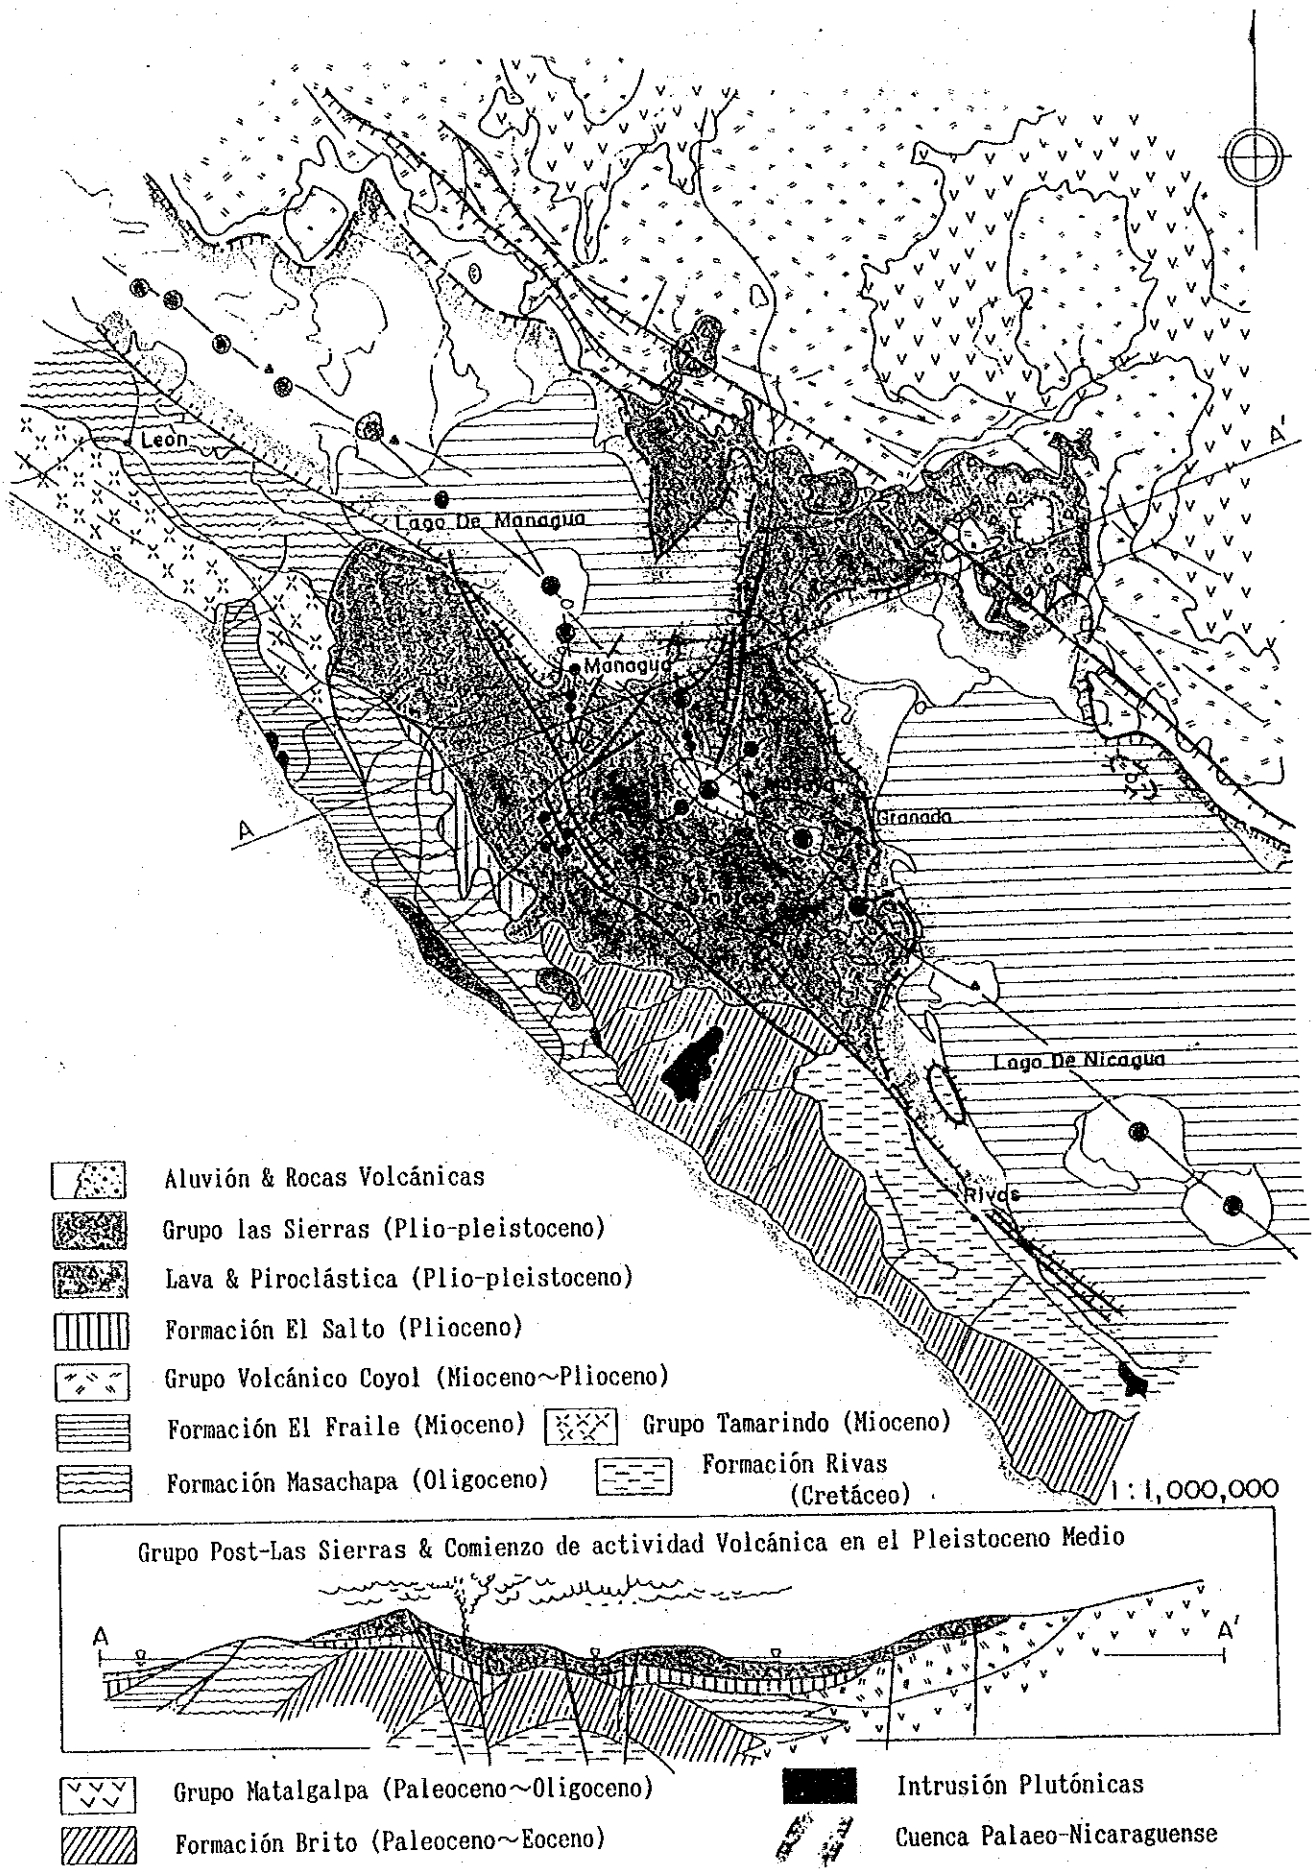 A'
León
Lago De Managua
Managua
A
Granada
Lago De Nicagua
Rivas
Aluvión & Rocas Volcánicas
Grupo las Sierras (Plio-pleistoceno)
Lava & Piroclástica (Plio-pleistoceno)
Formación El Salto (Plioceno)
Grupo Volcánico Coyol (Mioceno~Plioceno)
Formación El Fraile (Mioceno) Grupo Tamarindo (Mioceno)
Formación Masachapa (Oligoceno) Formación Rivas
(Cretáceo)
1:1,000,000
Grupo Post-Las Sierras & Comienzo de actividad Volcánica en el Pleistoceno Medio
A A'
Grupo Matalgalpa (Paleoceno~Oligoceno) Intrusión Plutónicas
Formación Brito (Paleoceno~Eoceno) Cuenca Palaeo-Nicaraguense